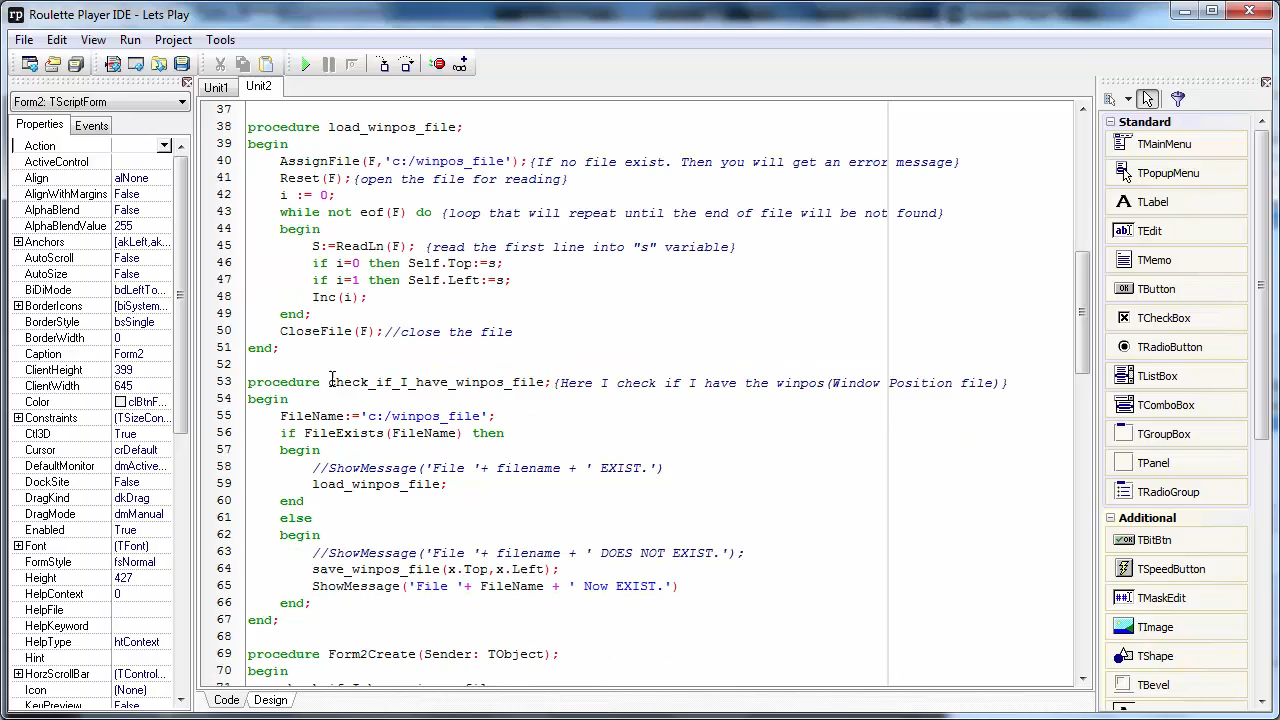 rp Roulette Player IDE - Lets Play
File Edit View Run Project Tools
Form2: TScriptForm
Properties Events
Action
ActiveControl
Align alNone
AlignWithMargins False
AlphaBlend False
AlphaBlendValue 255
Anchors [akLeft,ak
AutoScroll False
AutoSize False
BiDiMode bdLeftTo
BorderIcons [biSystem
BorderStyle bsSingle
BorderWidth 0
Caption Form2
ClientHeight 399
ClientWidth 645
Color clBtnF
Constraints (TSizeCon
Ctl3D True
Cursor crDefault
DefaultMonitor dmActive
DockSite False
DragKind dkDrag
DragMode dmManual
Enabled True
Font (TFont)
FormStyle fsNormal
Height 427
HelpContext 0
HelpFile
HelpKeyword
HelpType htContext
Hint
HorzScrollBar (TControl
Icon (None)
KeyPreview False
Unit1 Unit2
37
38 procedure load_winpos_file;
39 begin
40 AssignFile(F,'c:/winpos_file');{If no file exist. Then you will get an error message}
41 Reset(F);{open the file for reading}
42 i := 0;
43 while not eof(F) do {loop that will repeat until the end of file will be not found}
44 begin
45 S:=ReadLn(F); {read the first line into "s" variable}
46 if i=0 then Self.Top:=s;
47 if i=1 then Self.Left:=s;
48 Inc(i);
49 end;
50 CloseFile(F);//close the file
51 end;
52
53 procedure check_if_I_have_winpos_file;{Here I check if I have the winpos(Window Position file)}
54 begin
55 FileName:='c:/winpos_file';
56 if FileExists(FileName) then
57 begin
58 //ShowMessage('File '+ filename + ' EXIST.')
59 load_winpos_file;
60 end
61 else
62 begin
63 //ShowMessage('File '+ filename + ' DOES NOT EXIST.');
64 save_winpos_file(x.Top,x.Left);
65 ShowMessage('File '+ FileName + ' Now EXIST.')
66 end;
67 end;
68
69 procedure Form2Create(Sender: TObject);
70 begin
Code Design
Standard
TMainMenu
TPopupMenu
TLabel
TEdit
TMemo
TButton
TCheckBox
TRadioButton
TListBox
TComboBox
TGroupBox
TPanel
TRadioGroup
Additional
TBitBtn
TSpeedButton
TMaskEdit
TImage
TShape
TBevel